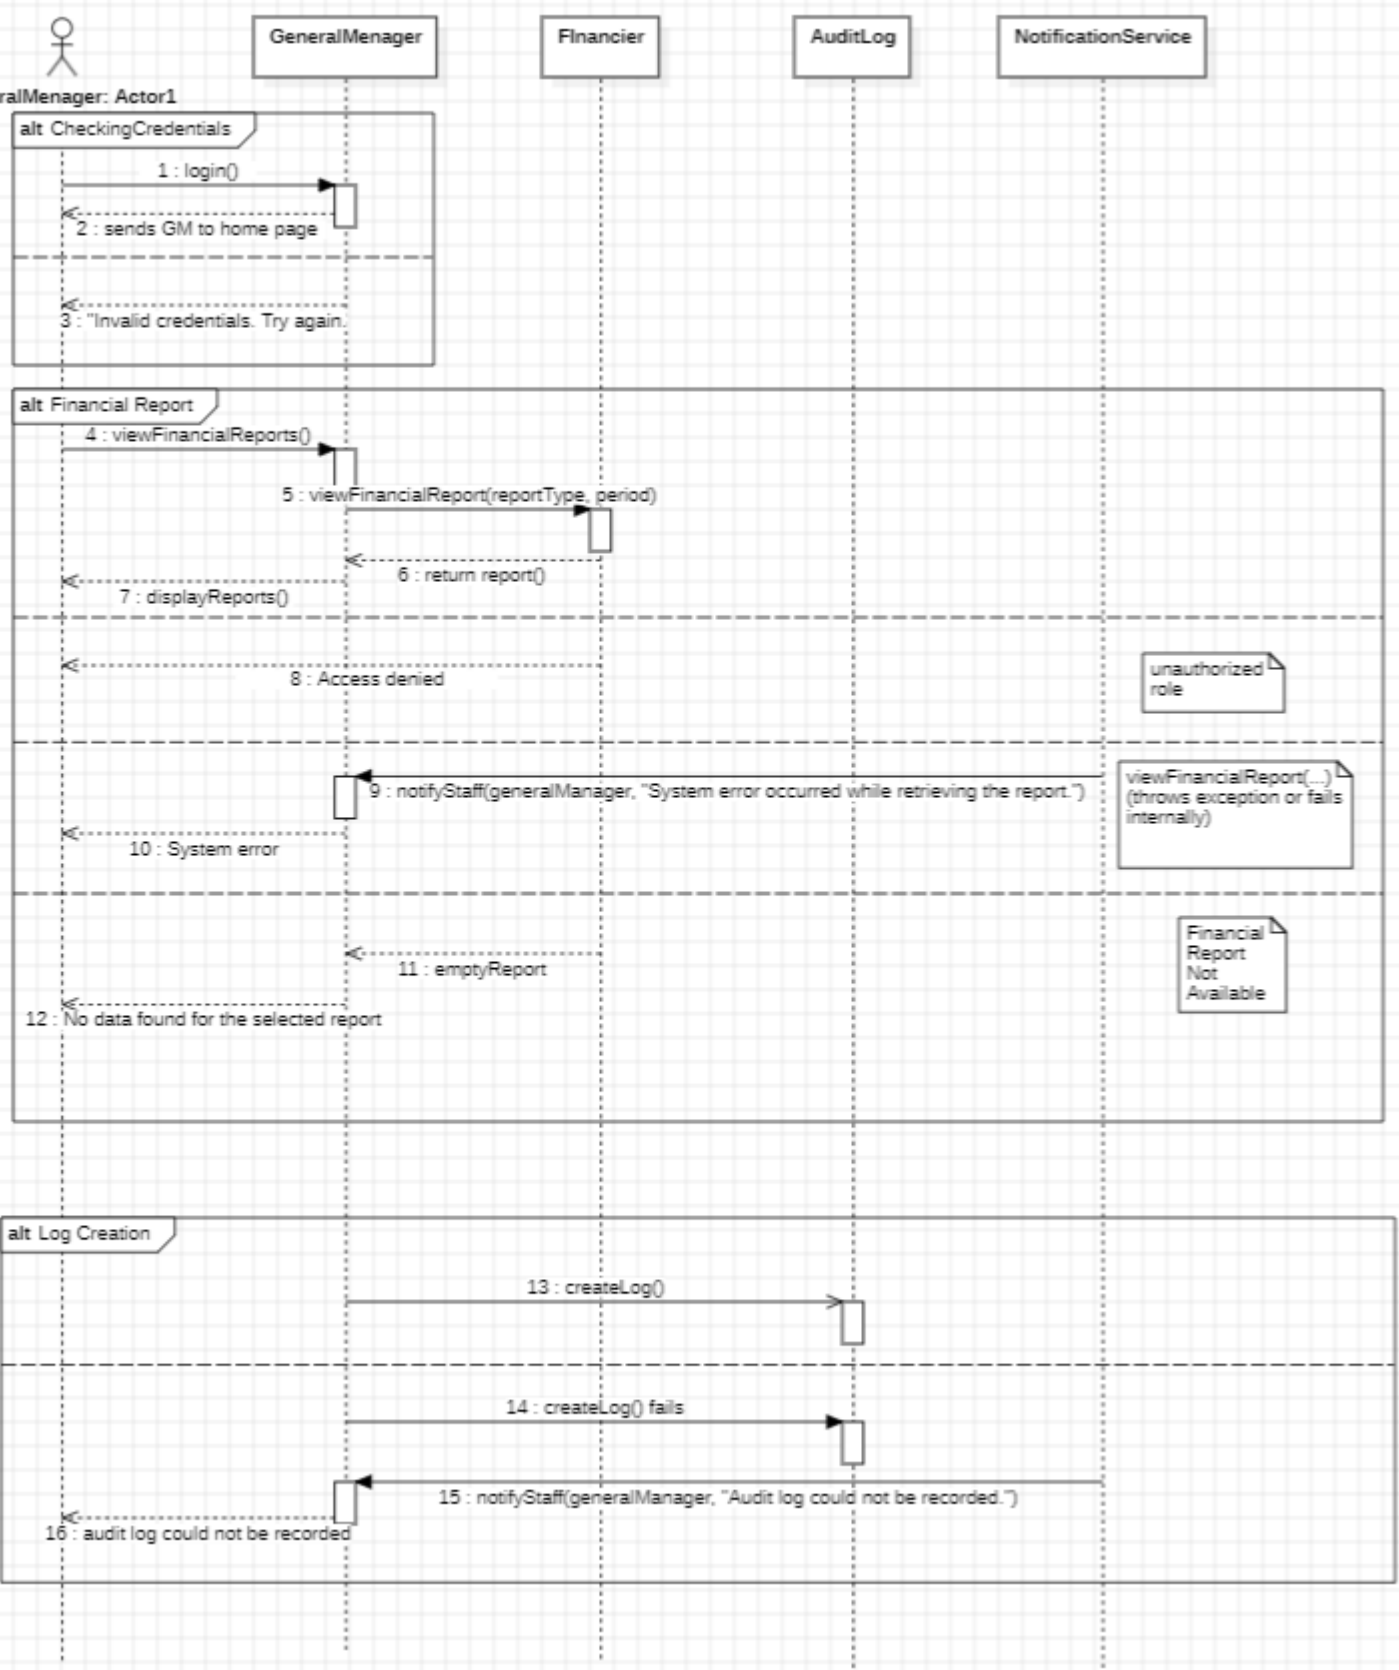 GeneralMenager
FInancier
AuditLog
NotificationService
ralMenager: Actor1
alt CheckingCredentials
1 : login()
2 : sends GM to home page
3 : "Invalid credentials. Try again.
alt Financial Report
4 : viewFinancialReports()
5 : viewFinancialReport(reportType, period)
6 : return report()
7 : displayReports()
8 : Access denied
unauthorized
role
9 : notifyStaff(generalManager, "System error occurred while retrieving the report.")
viewFinancialReport(...)
(throws exception or fails
internally)
10 : System error
11 : emptyReport
Financial
Report
Not
Available
12 : No data found for the selected report
alt Log Creation
13 : createLog()
14 : createLog() fails
15 : notifyStaff(generalManager, "Audit log could not be recorded.")
16 : audit log could not be recorded